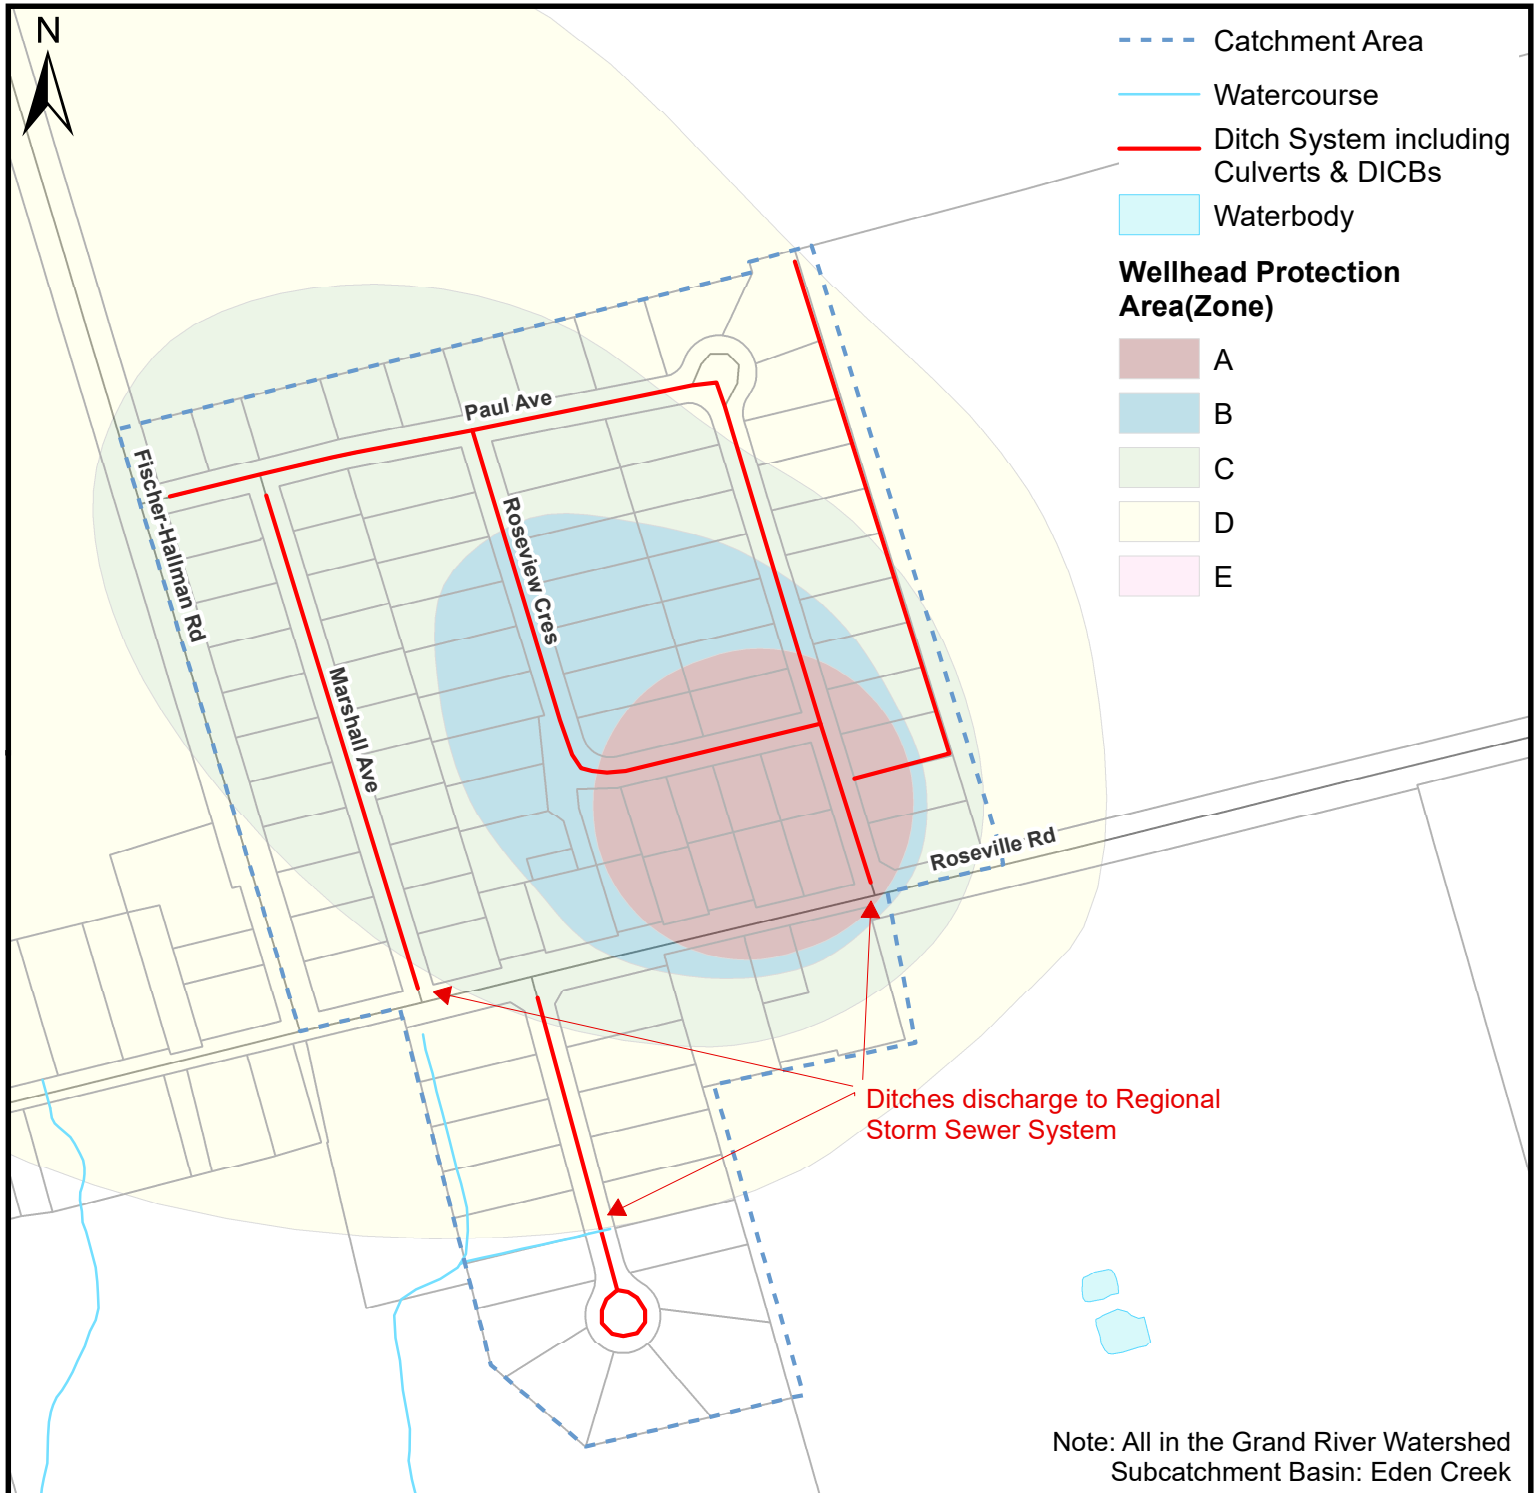 N
Catchment Area
Watercourse
Ditch System including
Culverts & DICBs
Waterbody
Wellhead Protection
Area(Zone)
A
B
C
D
E
Paul Ave
Fischer-Hallman Rd
Roseview Cres
Marshall Ave
Roseville Rd
Ditches discharge to Regional
Storm Sewer System
Note: All in the Grand River Watershed
Subcatchment Basin: Eden Creek